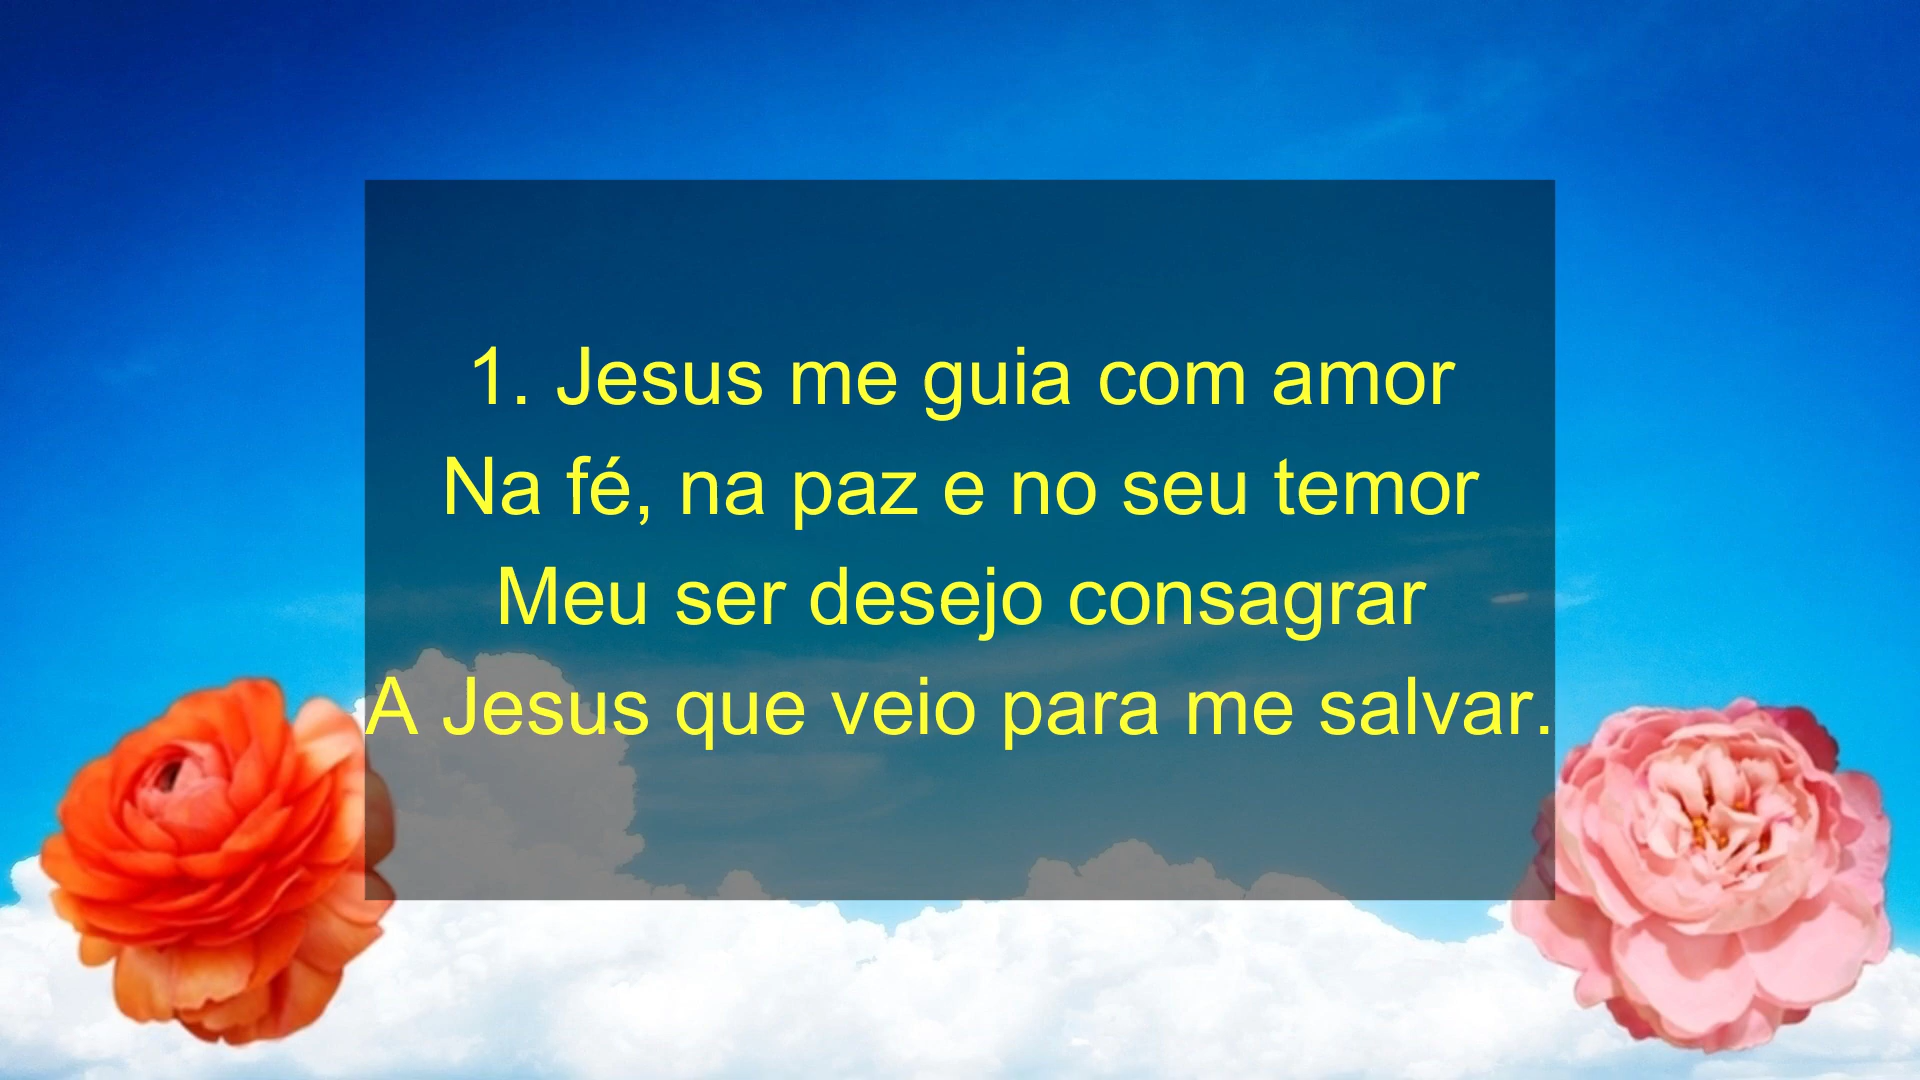 1. Jesus me guia com amor
Na fé, na paz e no seu temor
Meu ser desejo consagrar
A Jesus que veio para me salvar.